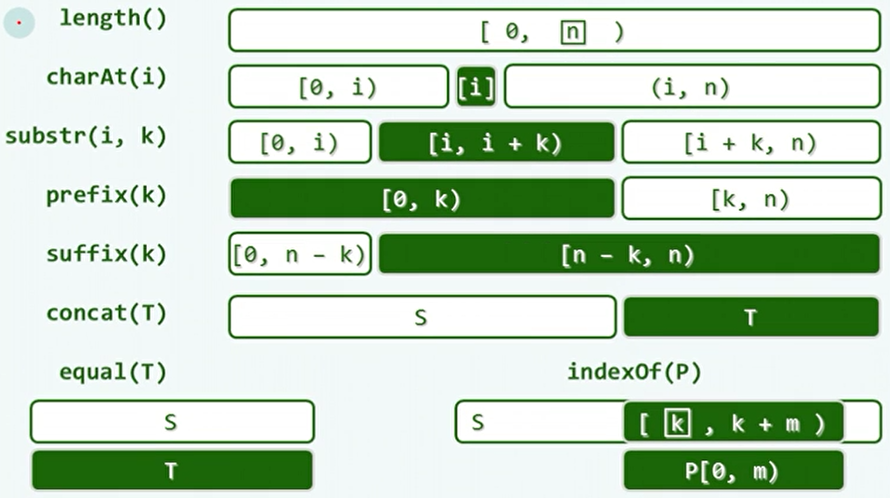 length() [ 0, n )
charAt(i) [0, i) [i] (i, n)
substr(i, k) [0, i) [i, i + k) [i + k, n)
prefix(k) [0, k) [k, n)
suffix(k) [0, n - k) [n - k, n)
concat(T) S T
equal(T) indexOf(P)
S S [ k , k + m )
T P[0, m)